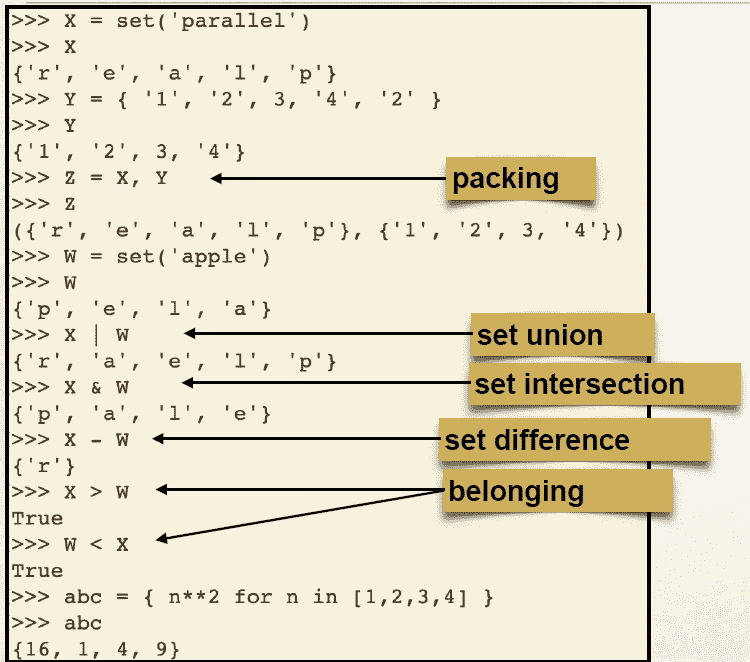 >>> X = set('parallel')
>>> X
{'r', 'e', 'a', 'l', 'p'}
>>> Y = { '1', '2', 3, '4', '2' }
>>> Y
{'1', '2', 3, '4'}
>>> Z = X, Y
packing
>>> Z
({'r', 'e', 'a', 'l', 'p'}, {'1', '2', 3, '4'})
>>> W = set('apple')
>>> W
{'p', 'e', 'l', 'a'}
>>> X | W
set union
{'r', 'a', 'e', 'l', 'p'}
>>> X & W
set intersection
{'p', 'a', 'l', 'e'}
>>> X - W
set difference
{'r'}
>>> X > W
belonging
True
>>> W < X
True
>>> abc = { n**2 for n in [1,2,3,4] }
>>> abc
{16, 1, 4, 9}